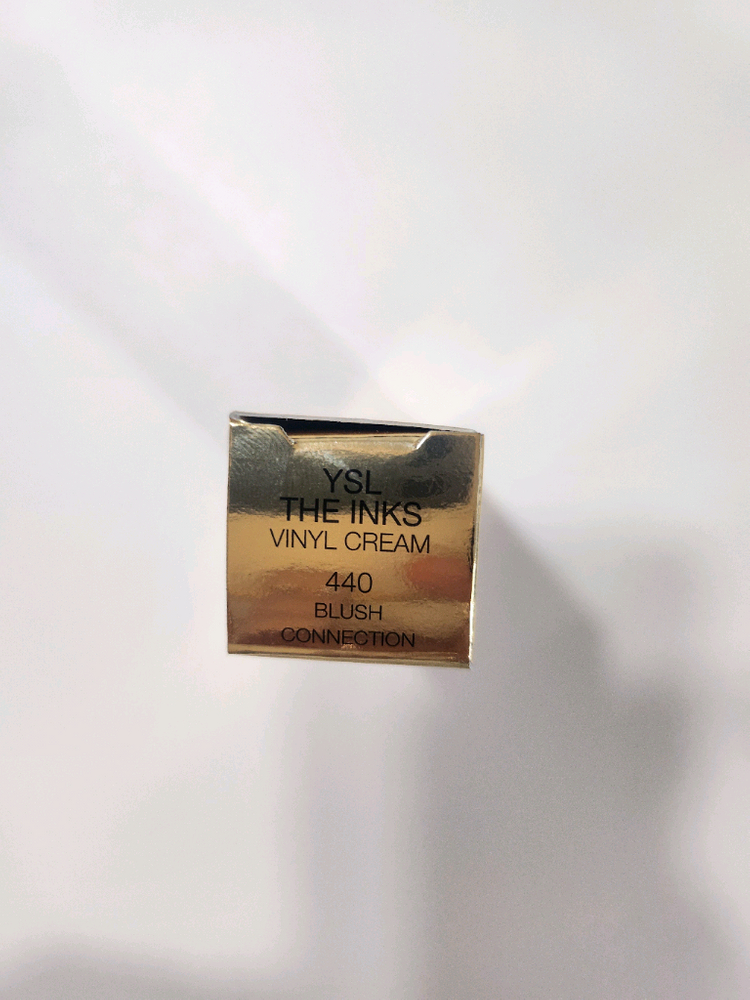 YSL
THE INKS
VINYL CREAM
440
BLUSH
CONNECTION